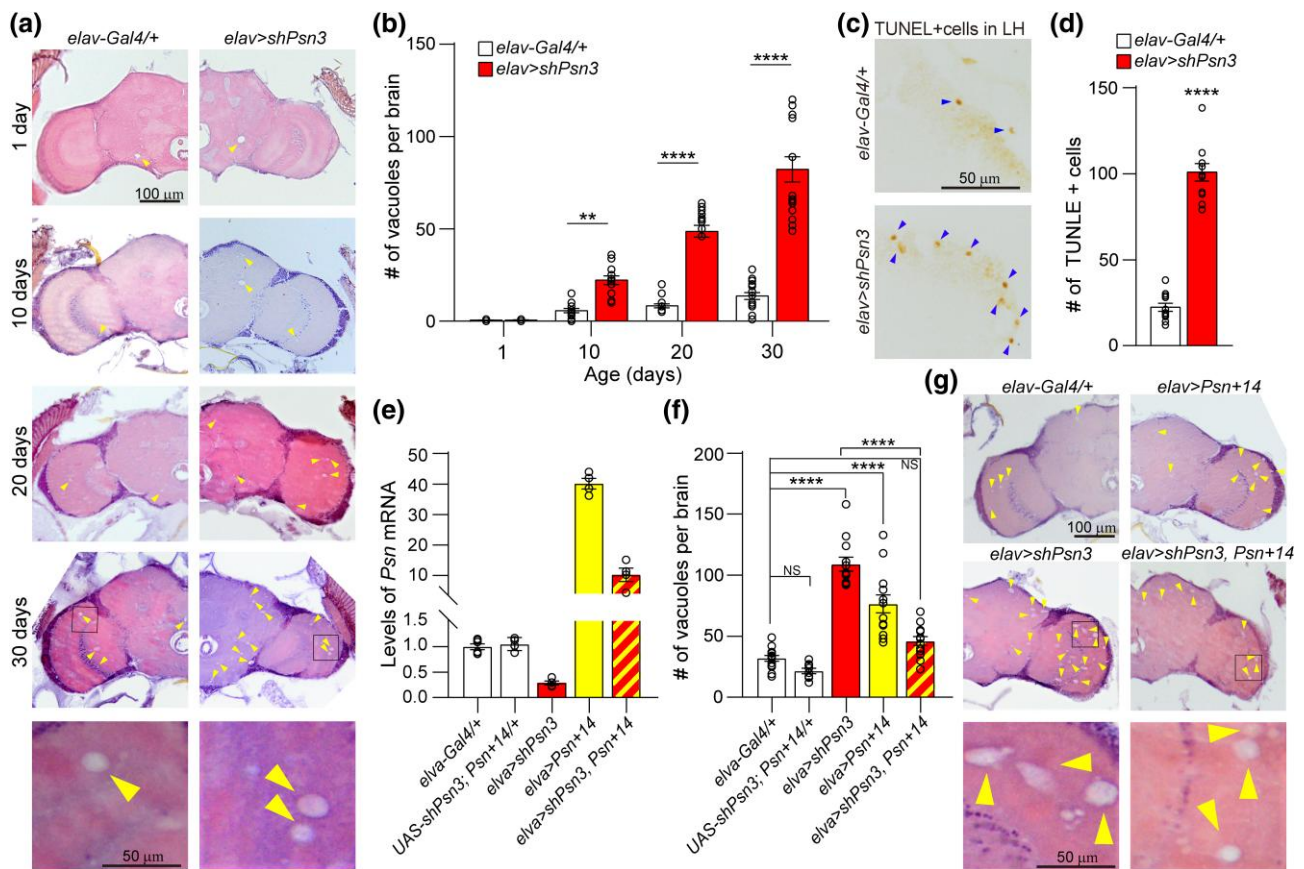 (a)
elav-Gal4/+
elav>shPsn3
1 day
100 µm
10 days
20 days
30 days
50 µm
(b)
elav-Gal4/+
elav>shPsn3
# of vacuoles per brain
150
100
50
0
**
****
****
1
10
20
30
Age (days)
(c)
TUNEL+cells in LH
elav-Gal4/+
50 µm
elav>shPsn3
(d)
elav-Gal4/+
elav>shPsn3
# of TUNLE + cells
150
100
50
0
****
(e)
Levels of Psn mRNA
50
40
30
20
10
1.5
1.0
0.5
0.0
elva-Gal4/+
UAS-shPsn3; Psn+14/+
elva>shPsn3
elva>Psn+14
elva>shPsn3, Psn+14
(f)
# of vacuoles per brain
200
150
100
50
0
****
NS
****
****
NS
elva-Gal4/+
UAS-shPsn3; Psn+14/+
elva>shPsn3
elva>Psn+14
elva>shPsn3, Psn+14
(g)
elav-Gal4/+
elav>Psn+14
100 µm
elav>shPsn3
elav>shPsn3, Psn+14
50 µm